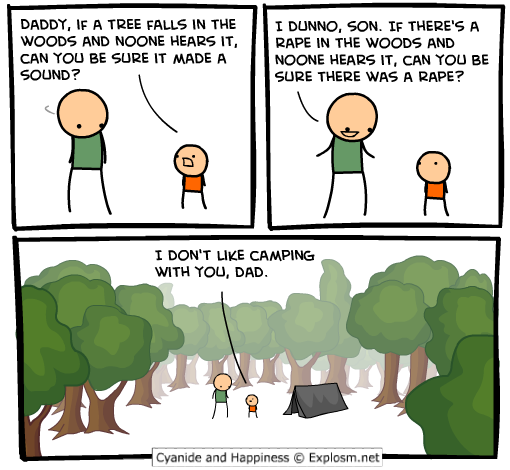 DADDY, IF A TREE FALLS IN THE
WOODS AND NOONE HEARS IT,
CAN YOU BE SURE IT MADE A
SOUND?
I DUNNO, SON. IF THERE'S A
RAPE IN THE WOODS AND
NOONE HEARS IT, CAN YOU BE
SURE THERE WAS A RAPE?
I DON'T LIKE CAMPING
WITH YOU, DAD.
Cyanide and Happiness © Explosm.net